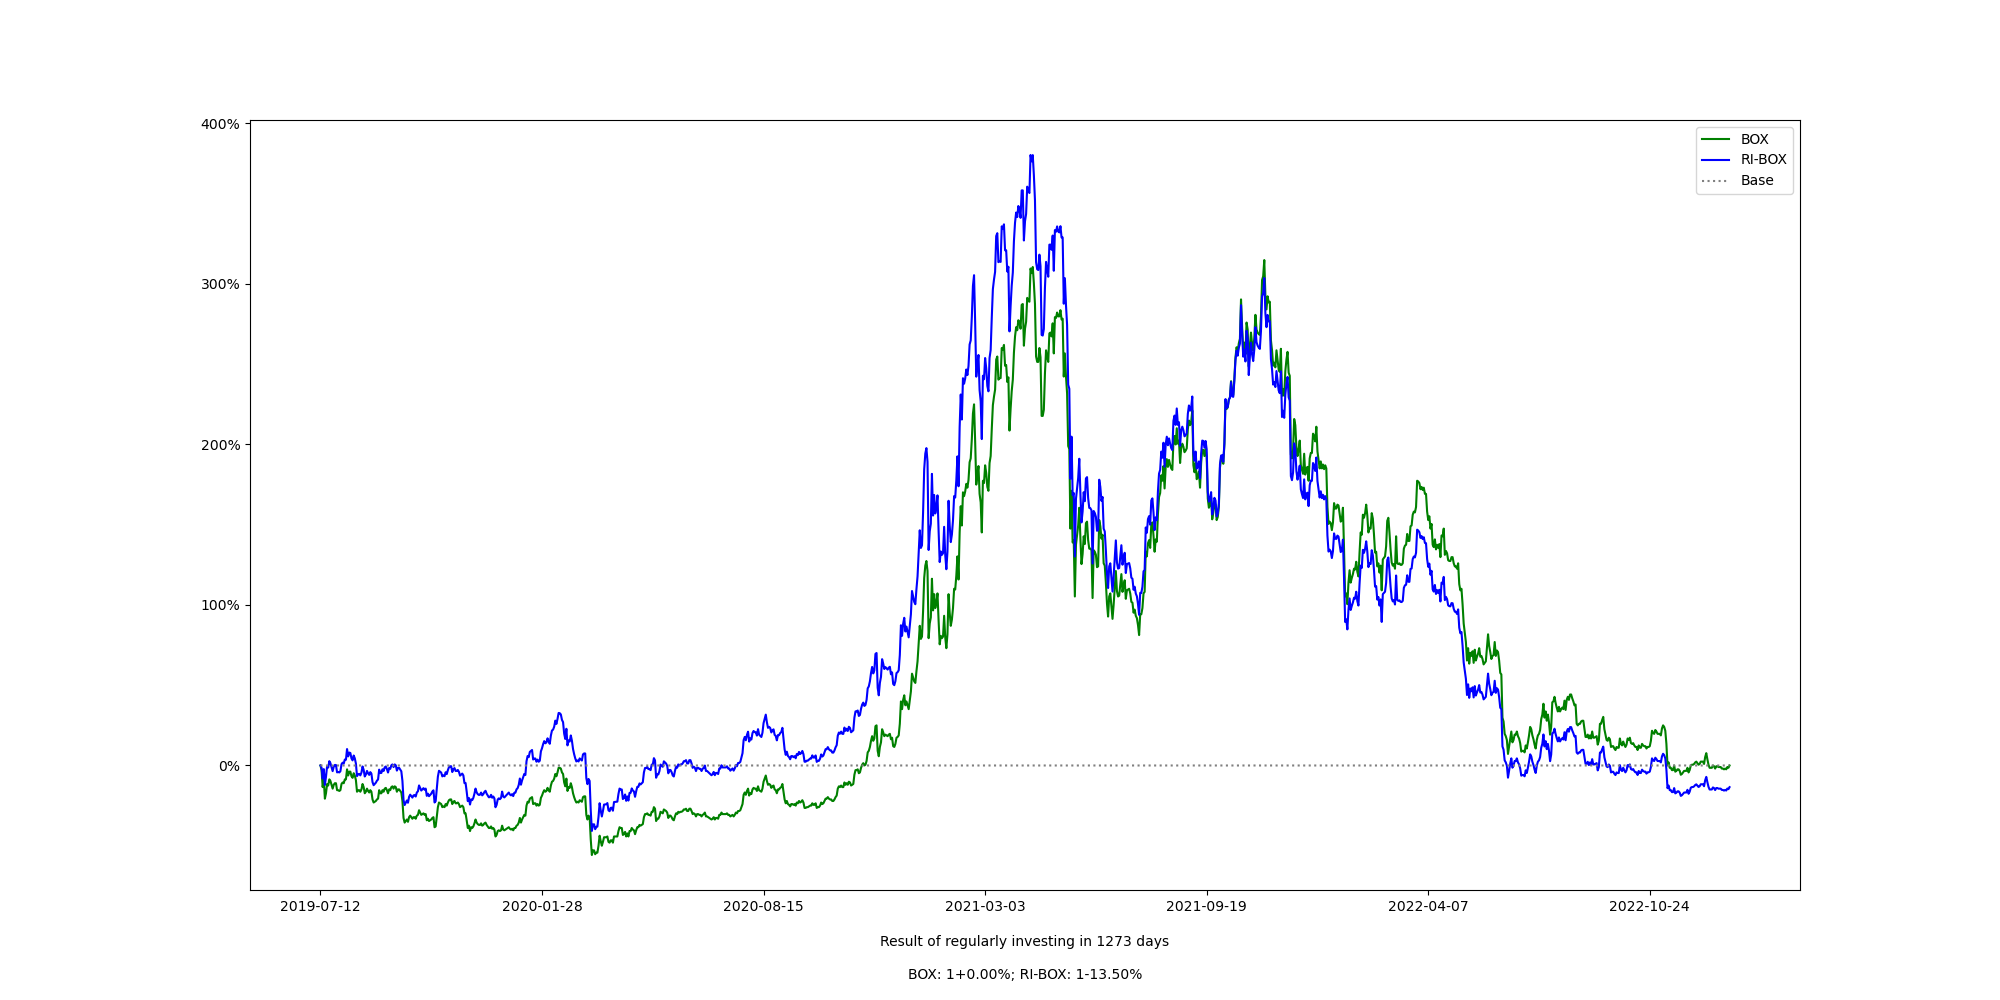 400%
300%
200%
100%
0%
BOX
RI-BOX
Base
2019-07-12 2020-01-28 2020-08-15 2021-03-03 2021-09-19 2022-04-07 2022-10-24
Result of regularly investing in 1273 days
BOX: 1+0.00%; RI-BOX: 1-13.50%